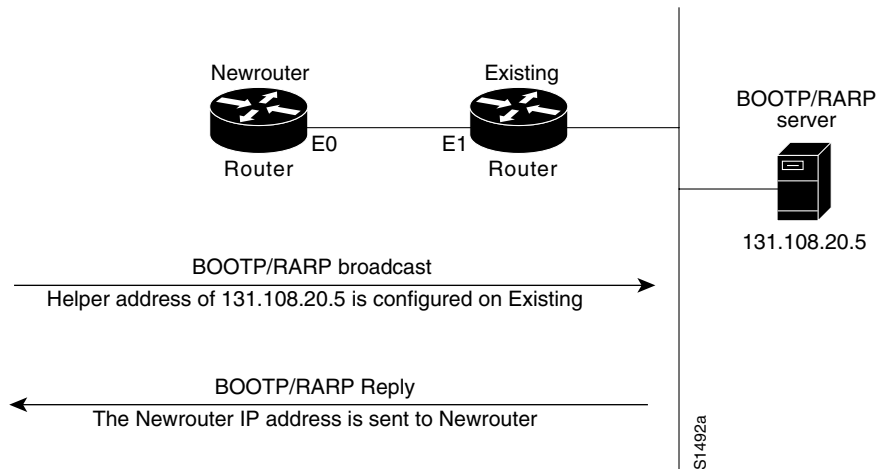 Newrouter
Existing
BOOTP/RARP
server
E0
E1
Router
Router
131.108.20.5
BOOTP/RARP broadcast
Helper address of 131.108.20.5 is configured on Existing
BOOTP/RARP Reply
The Newrouter IP address is sent to Newrouter
S1492a